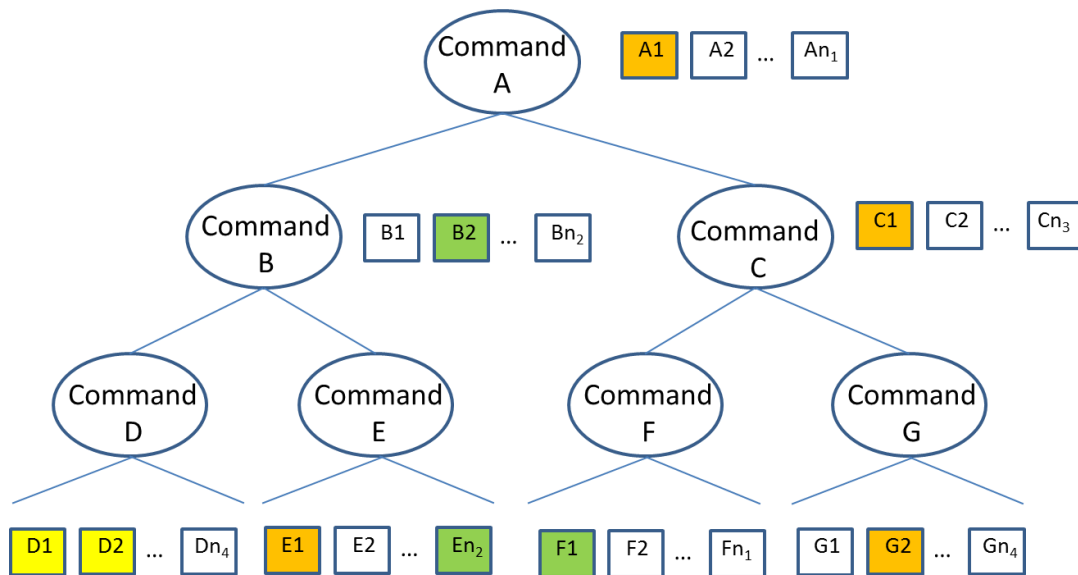 Command
A
A1 A2 ... An₁
Command
B
B1 B2 ... Bn₂
Command
C
C1 C2 ... Cn₃
Command
D
Command
E
Command
F
Command
G
D1 D2 ... Dn₄
E1 E2 ... En₂
F1 F2 ... Fn₁
G1 G2 ... Gn₄